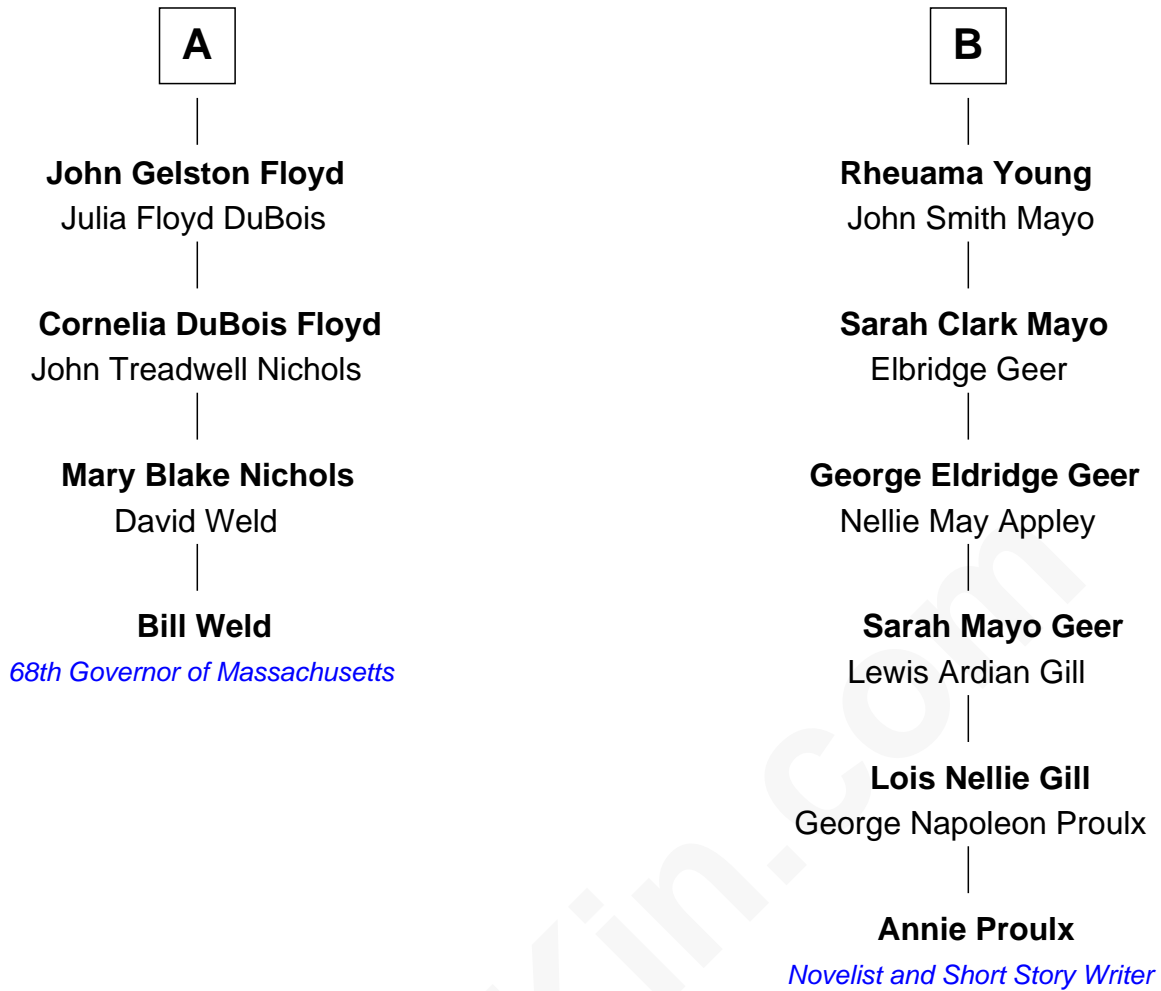 A
John Gelston Floyd
Julia Floyd DuBois
Cornelia DuBois Floyd
John Treadwell Nichols
Mary Blake Nichols
David Weld
Bill Weld
68th Governor of Massachusetts
B
Rheuama Young
John Smith Mayo
Sarah Clark Mayo
Elbridge Geer
George Eldridge Geer
Nellie May Appley
Sarah Mayo Geer
Lewis Ardian Gill
Lois Nellie Gill
George Napoleon Proulx
Annie Proulx
Novelist and Short Story Writer